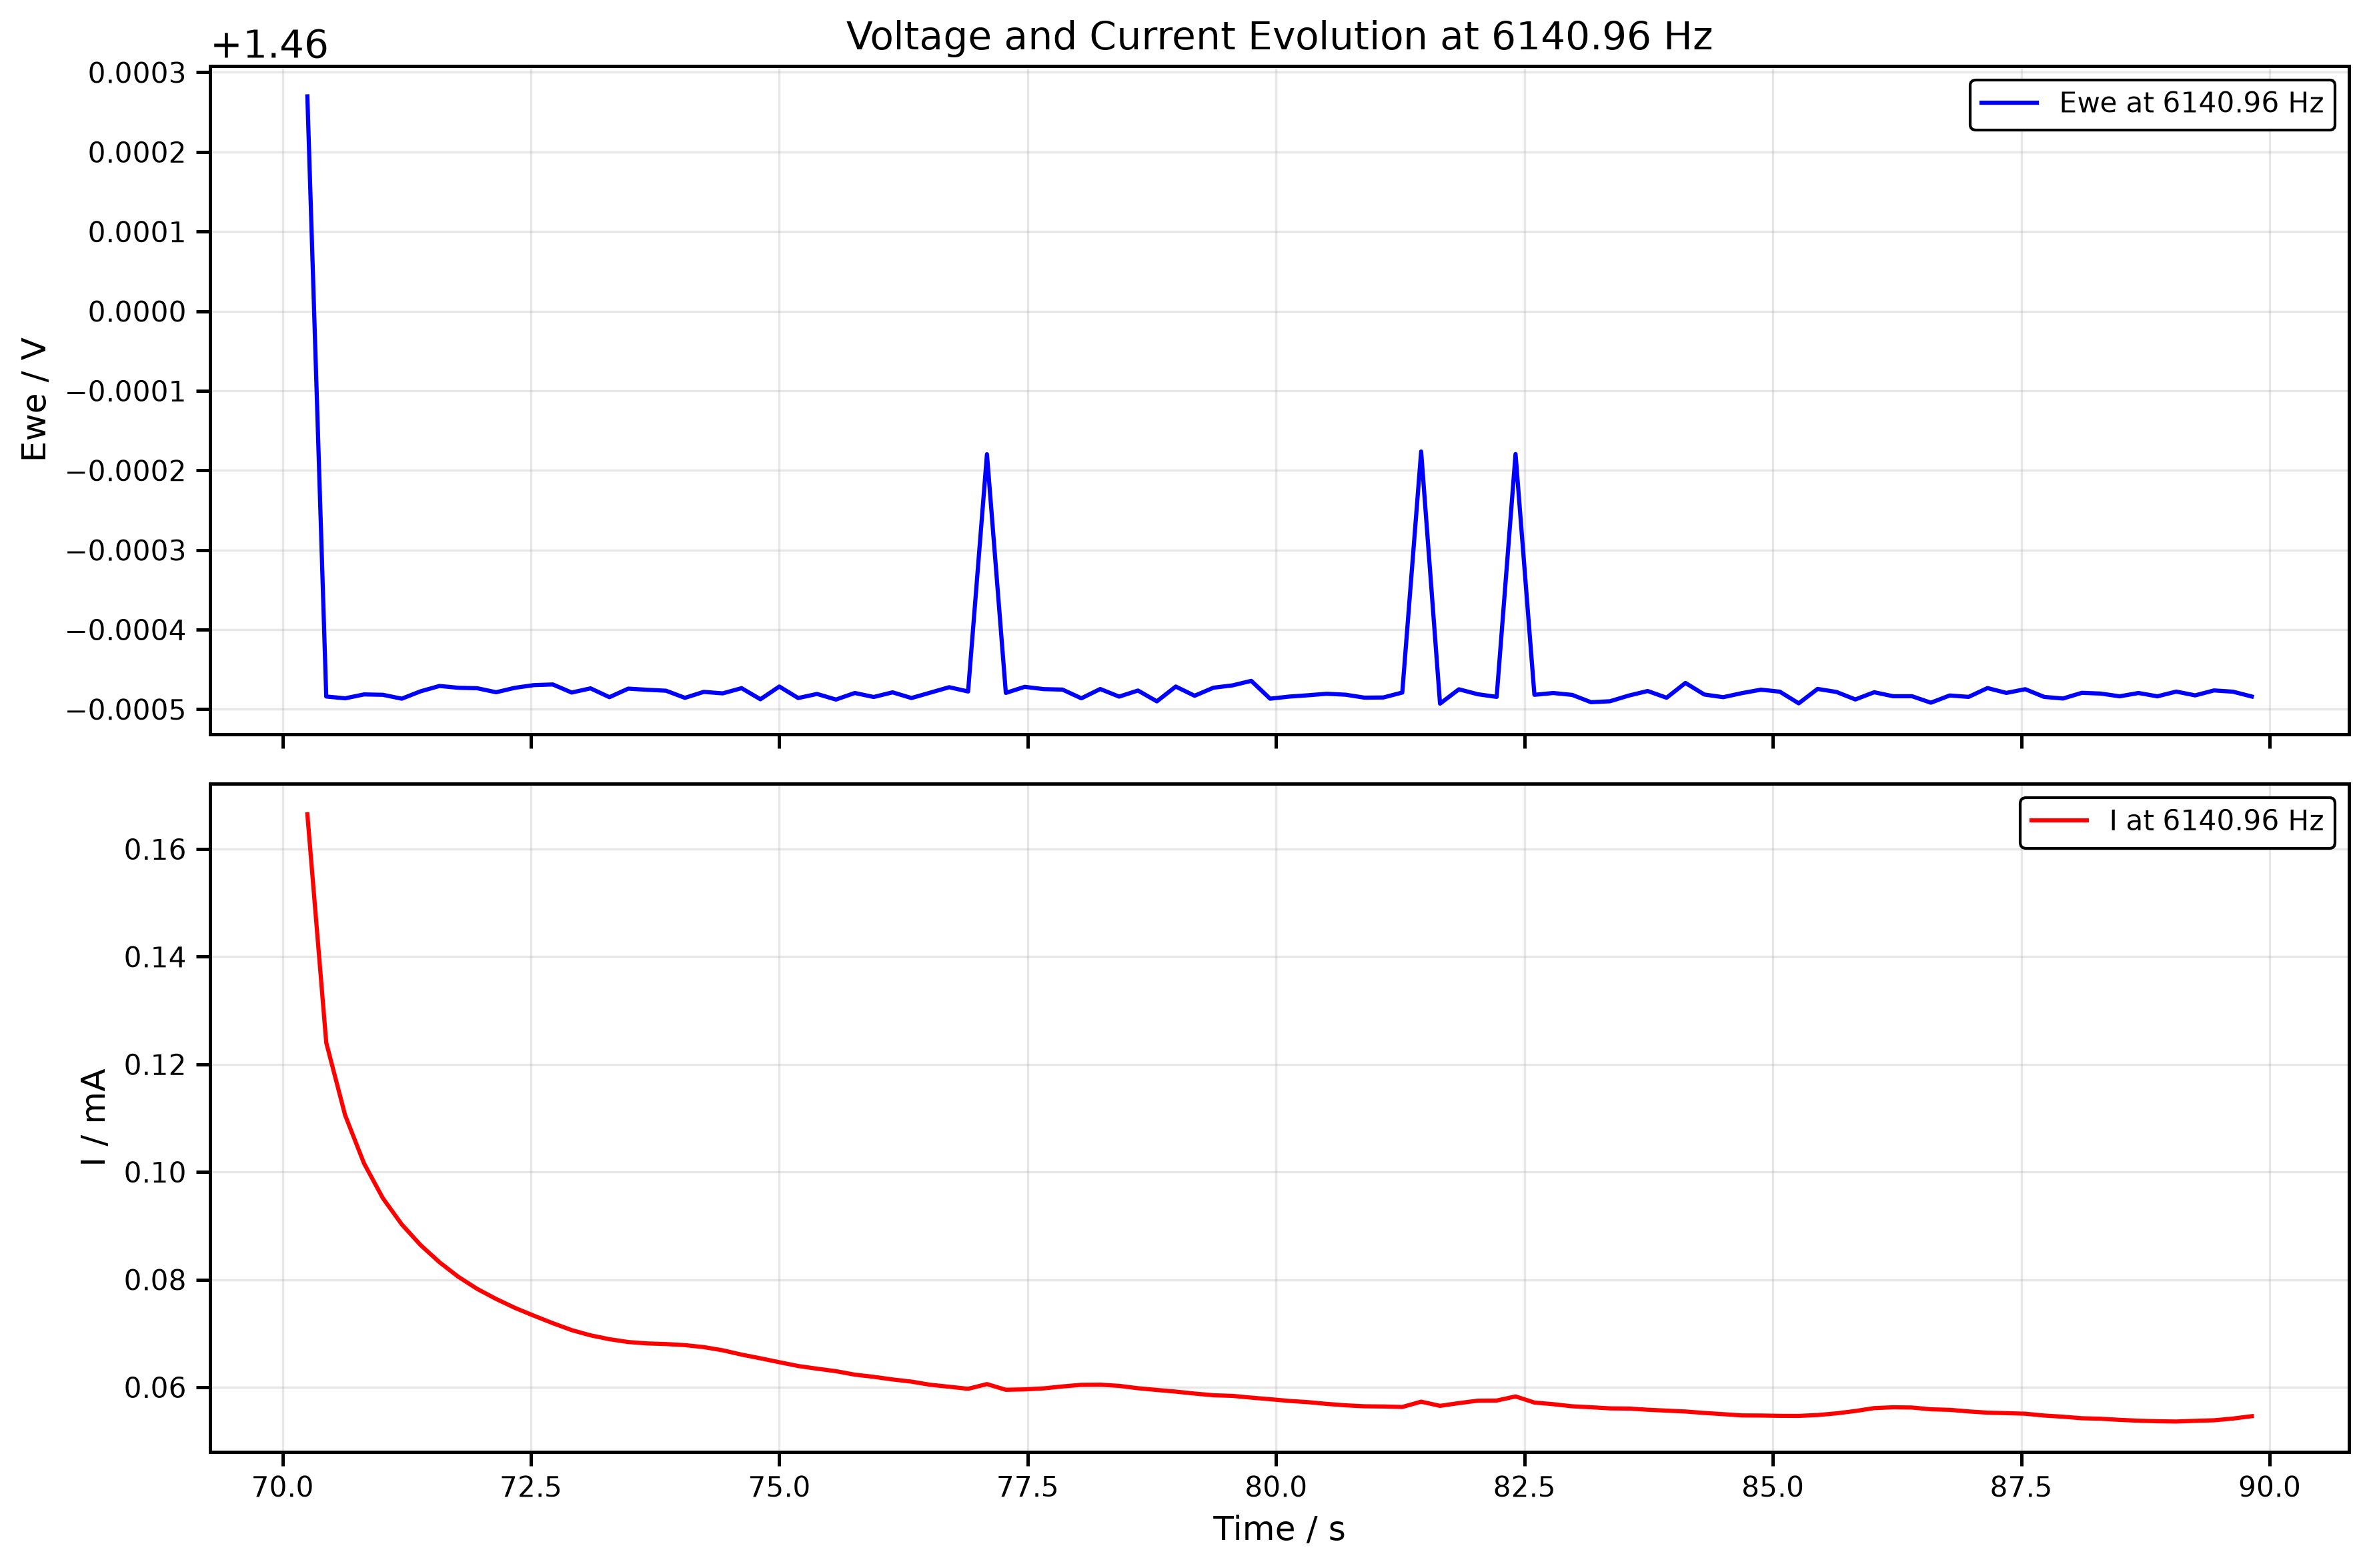 Voltage and Current Evolution at 6140.96 Hz
+1.46
0.0003
0.0002
0.0001
0.0000
−0.0001
−0.0002
−0.0003
−0.0004
−0.0005
Ewe / V
Ewe at 6140.96 Hz
0.16
0.14
0.12
0.10
0.08
0.06
I / mA
I at 6140.96 Hz
70.0 72.5 75.0 77.5 80.0 82.5 85.0 87.5 90.0
Time / s